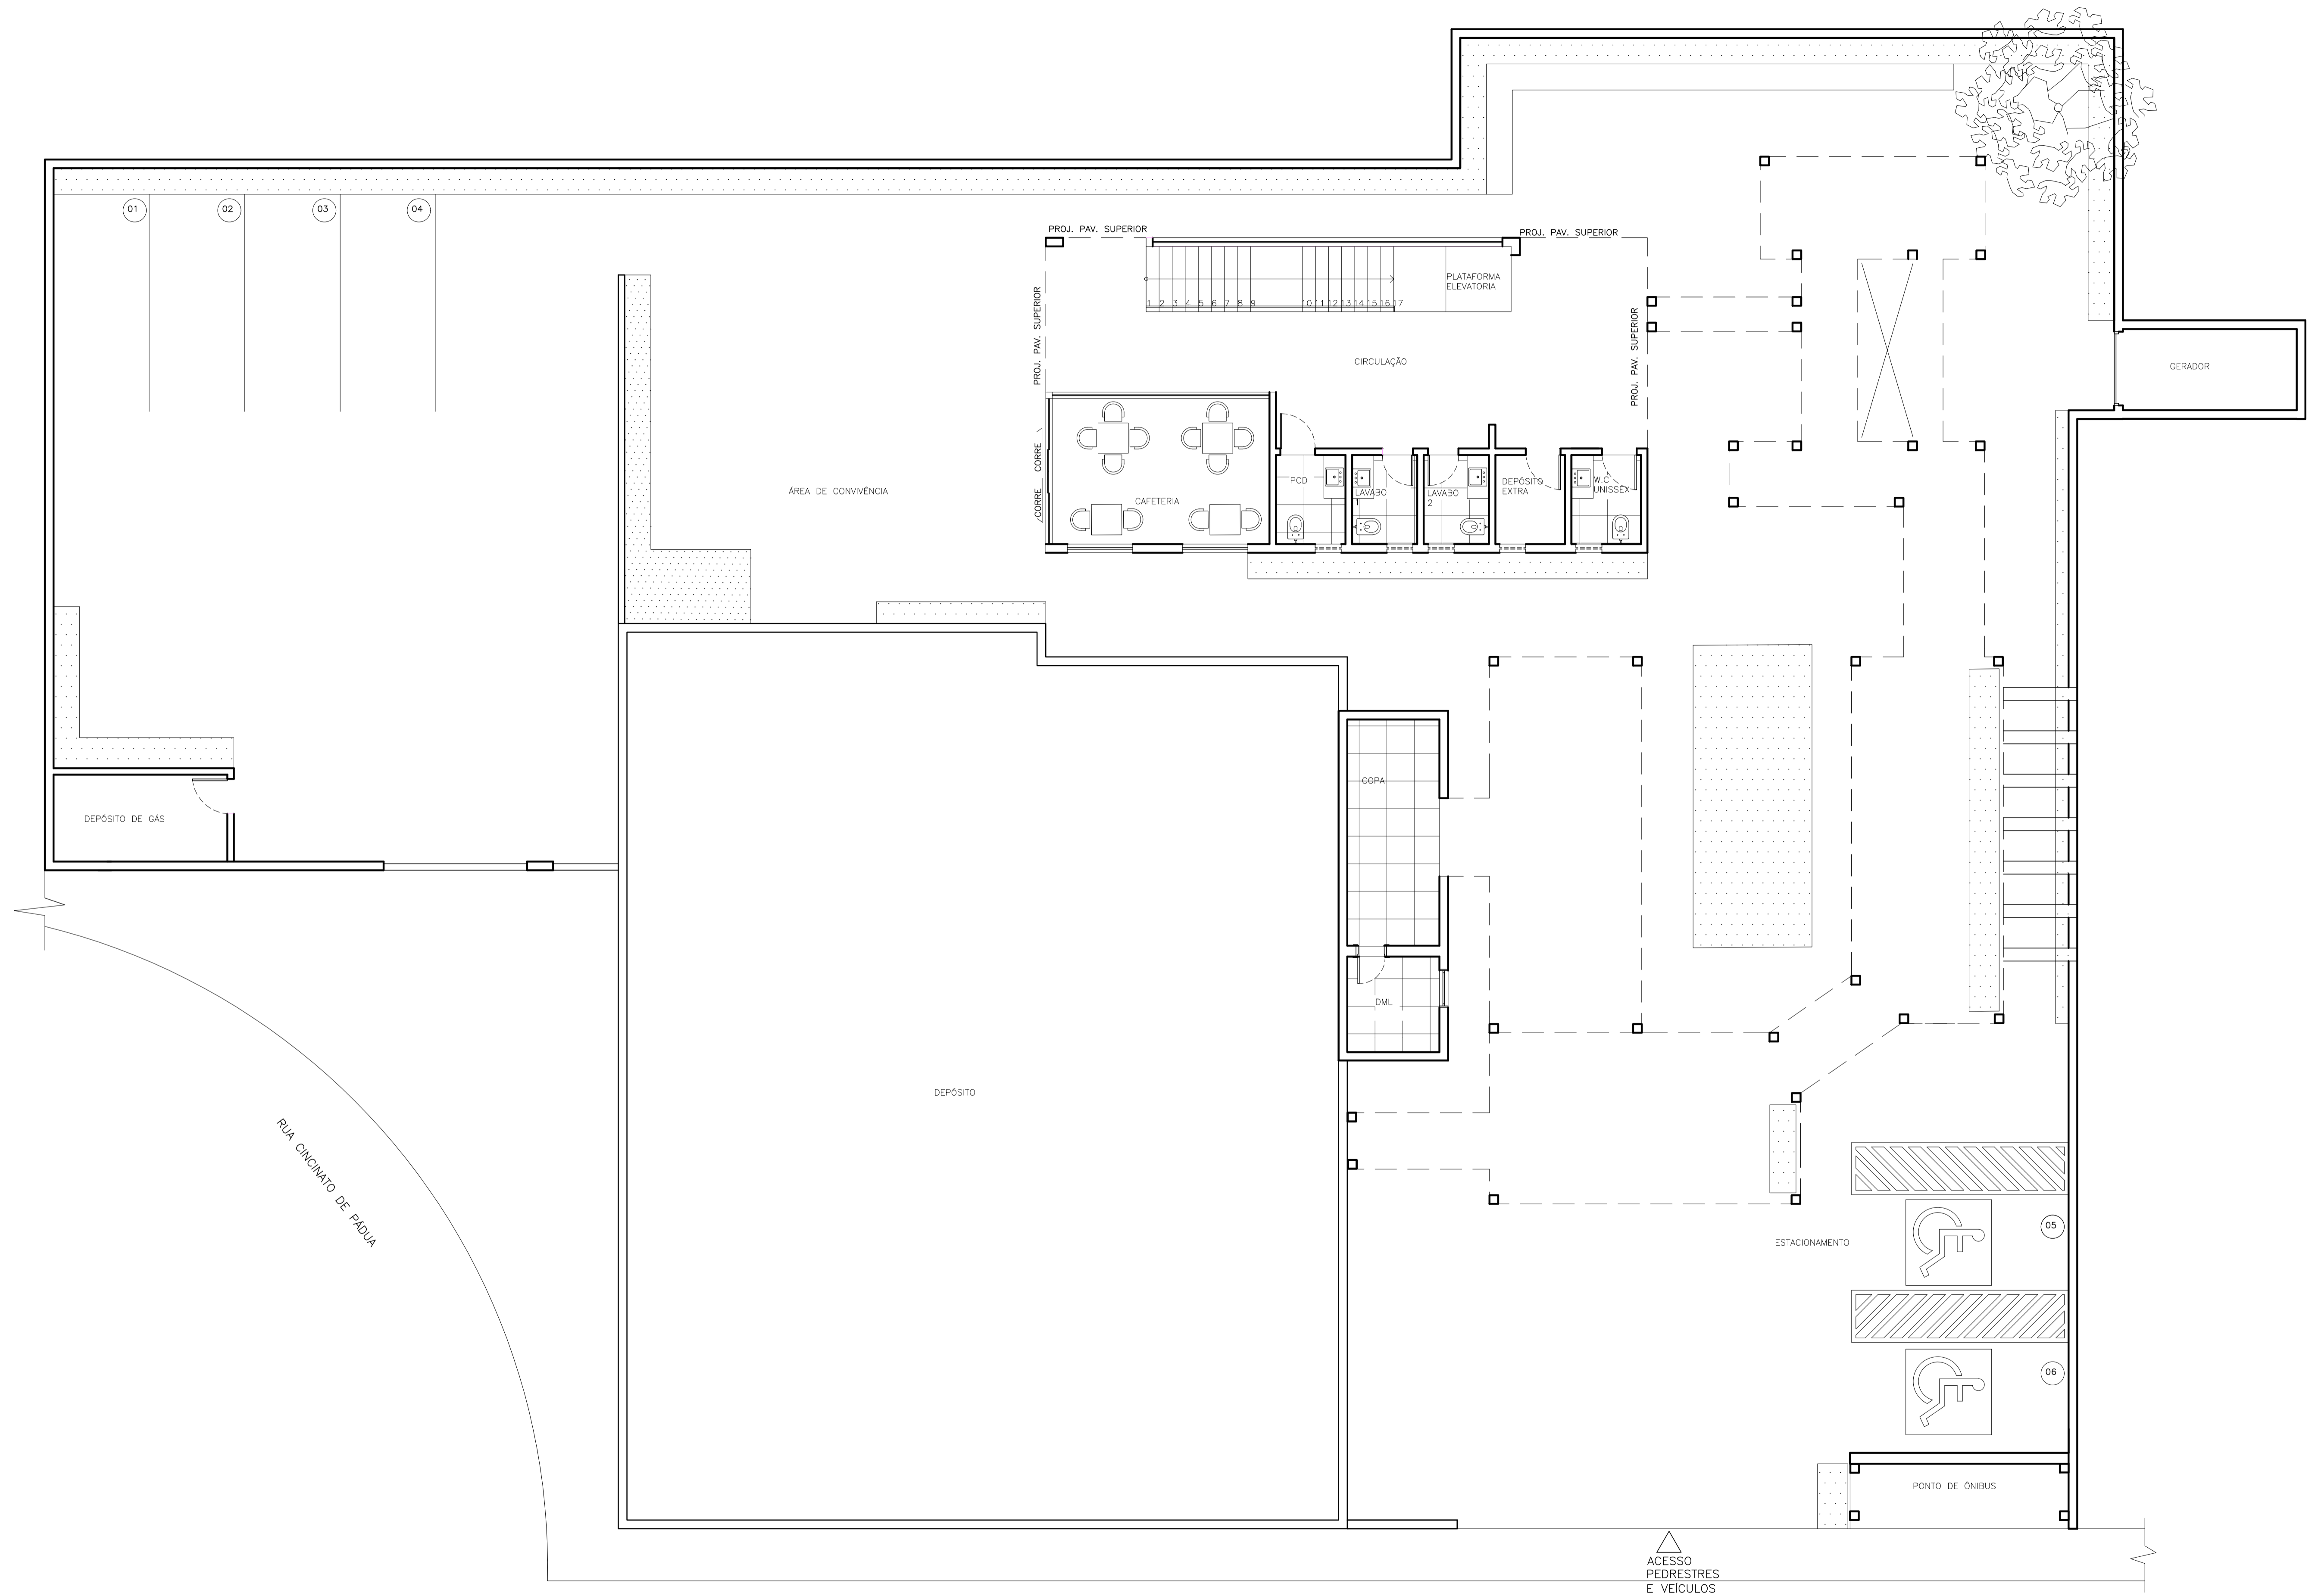 01
02
03
04
PROJ. PAV. SUPERIOR
PROJ. PAV. SUPERIOR
PROJ. PAV. SUPERIOR
PROJ. PAV. SUPERIOR
PLATAFORMA
ELEVATORIA
1 2 3 4 5 6 7 8 9 10 11 12 13 14 15 16 17
CIRCULAÇÃO
GERADOR
CORRE CORRE
ÁREA DE CONVIVÊNCIA
CAFETERIA
PCD
LAVABO
1
LAVABO
2
DEPÓSITO
EXTRA
W.C
UNISSEX
COPA
DEPÓSITO DE GÁS
DML
DEPÓSITO
RUA CINCINATO DE PÁDUA
05
ESTACIONAMENTO
06
PONTO DE ÔNIBUS
ACESSO
PEDRESTRES
E VEÍCULOS